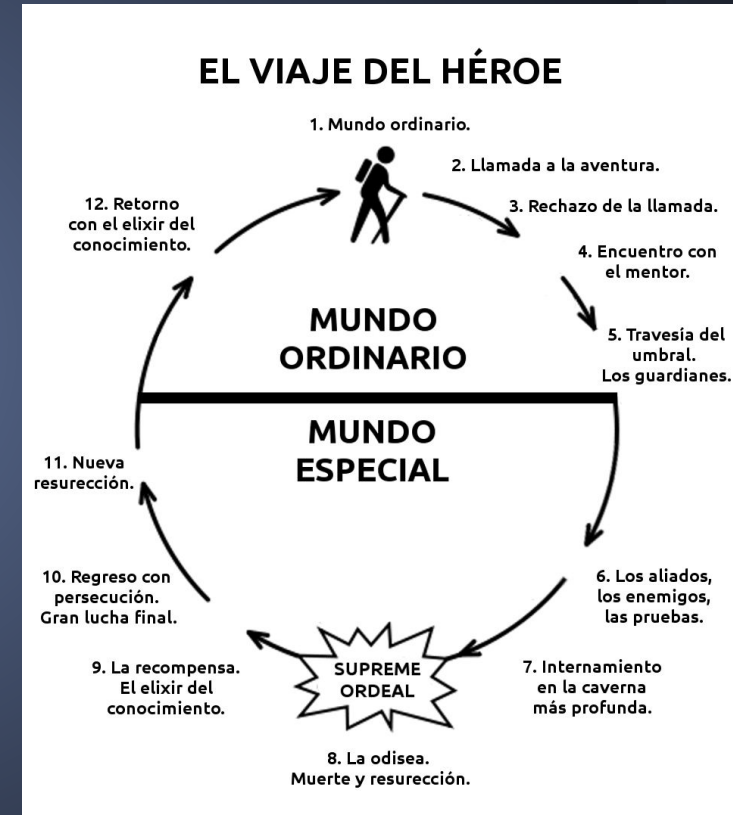 EL VIAJE DEL HÉROE
1. Mundo ordinario.
2. Llamada a la aventura.
3. Rechazo de la llamada.
4. Encuentro con
el mentor.
5. Travesía del
umbral.
Los guardianes.
MUNDO
ORDINARIO
MUNDO
ESPECIAL
6. Los aliados,
los enemigos,
las pruebas.
7. Internamiento
en la caverna
más profunda.
SUPREME
ORDEAL
8. La odisea.
Muerte y resurección.
9. La recompensa.
El elixir del
conocimiento.
10. Regreso con
persecución.
Gran lucha final.
11. Nueva
resurección.
12. Retorno
con el elixir del
conocimiento.